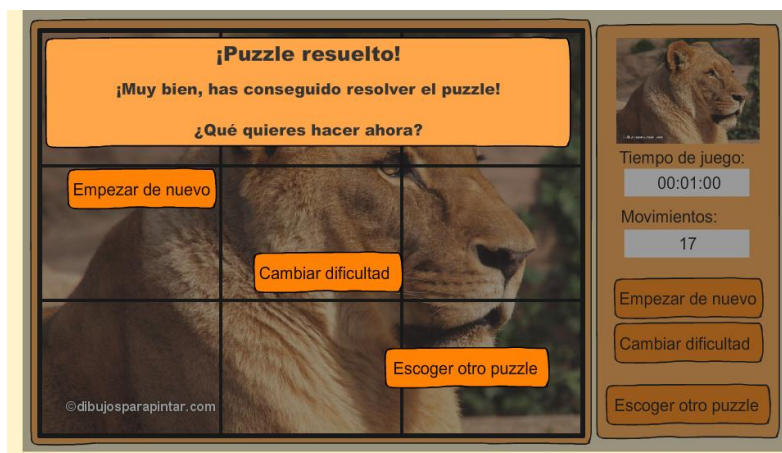 ¡Puzzle resuelto!
¡Muy bien, has conseguido resolver el puzzle!
¿Qué quieres hacer ahora?
Empezar de nuevo
Cambiar dificultad
Escoger otro puzzle
©dibujosparapintar.com
Tiempo de juego:
00:01:00
Movimientos:
17
Empezar de nuevo
Cambiar dificultad
Escoger otro puzzle